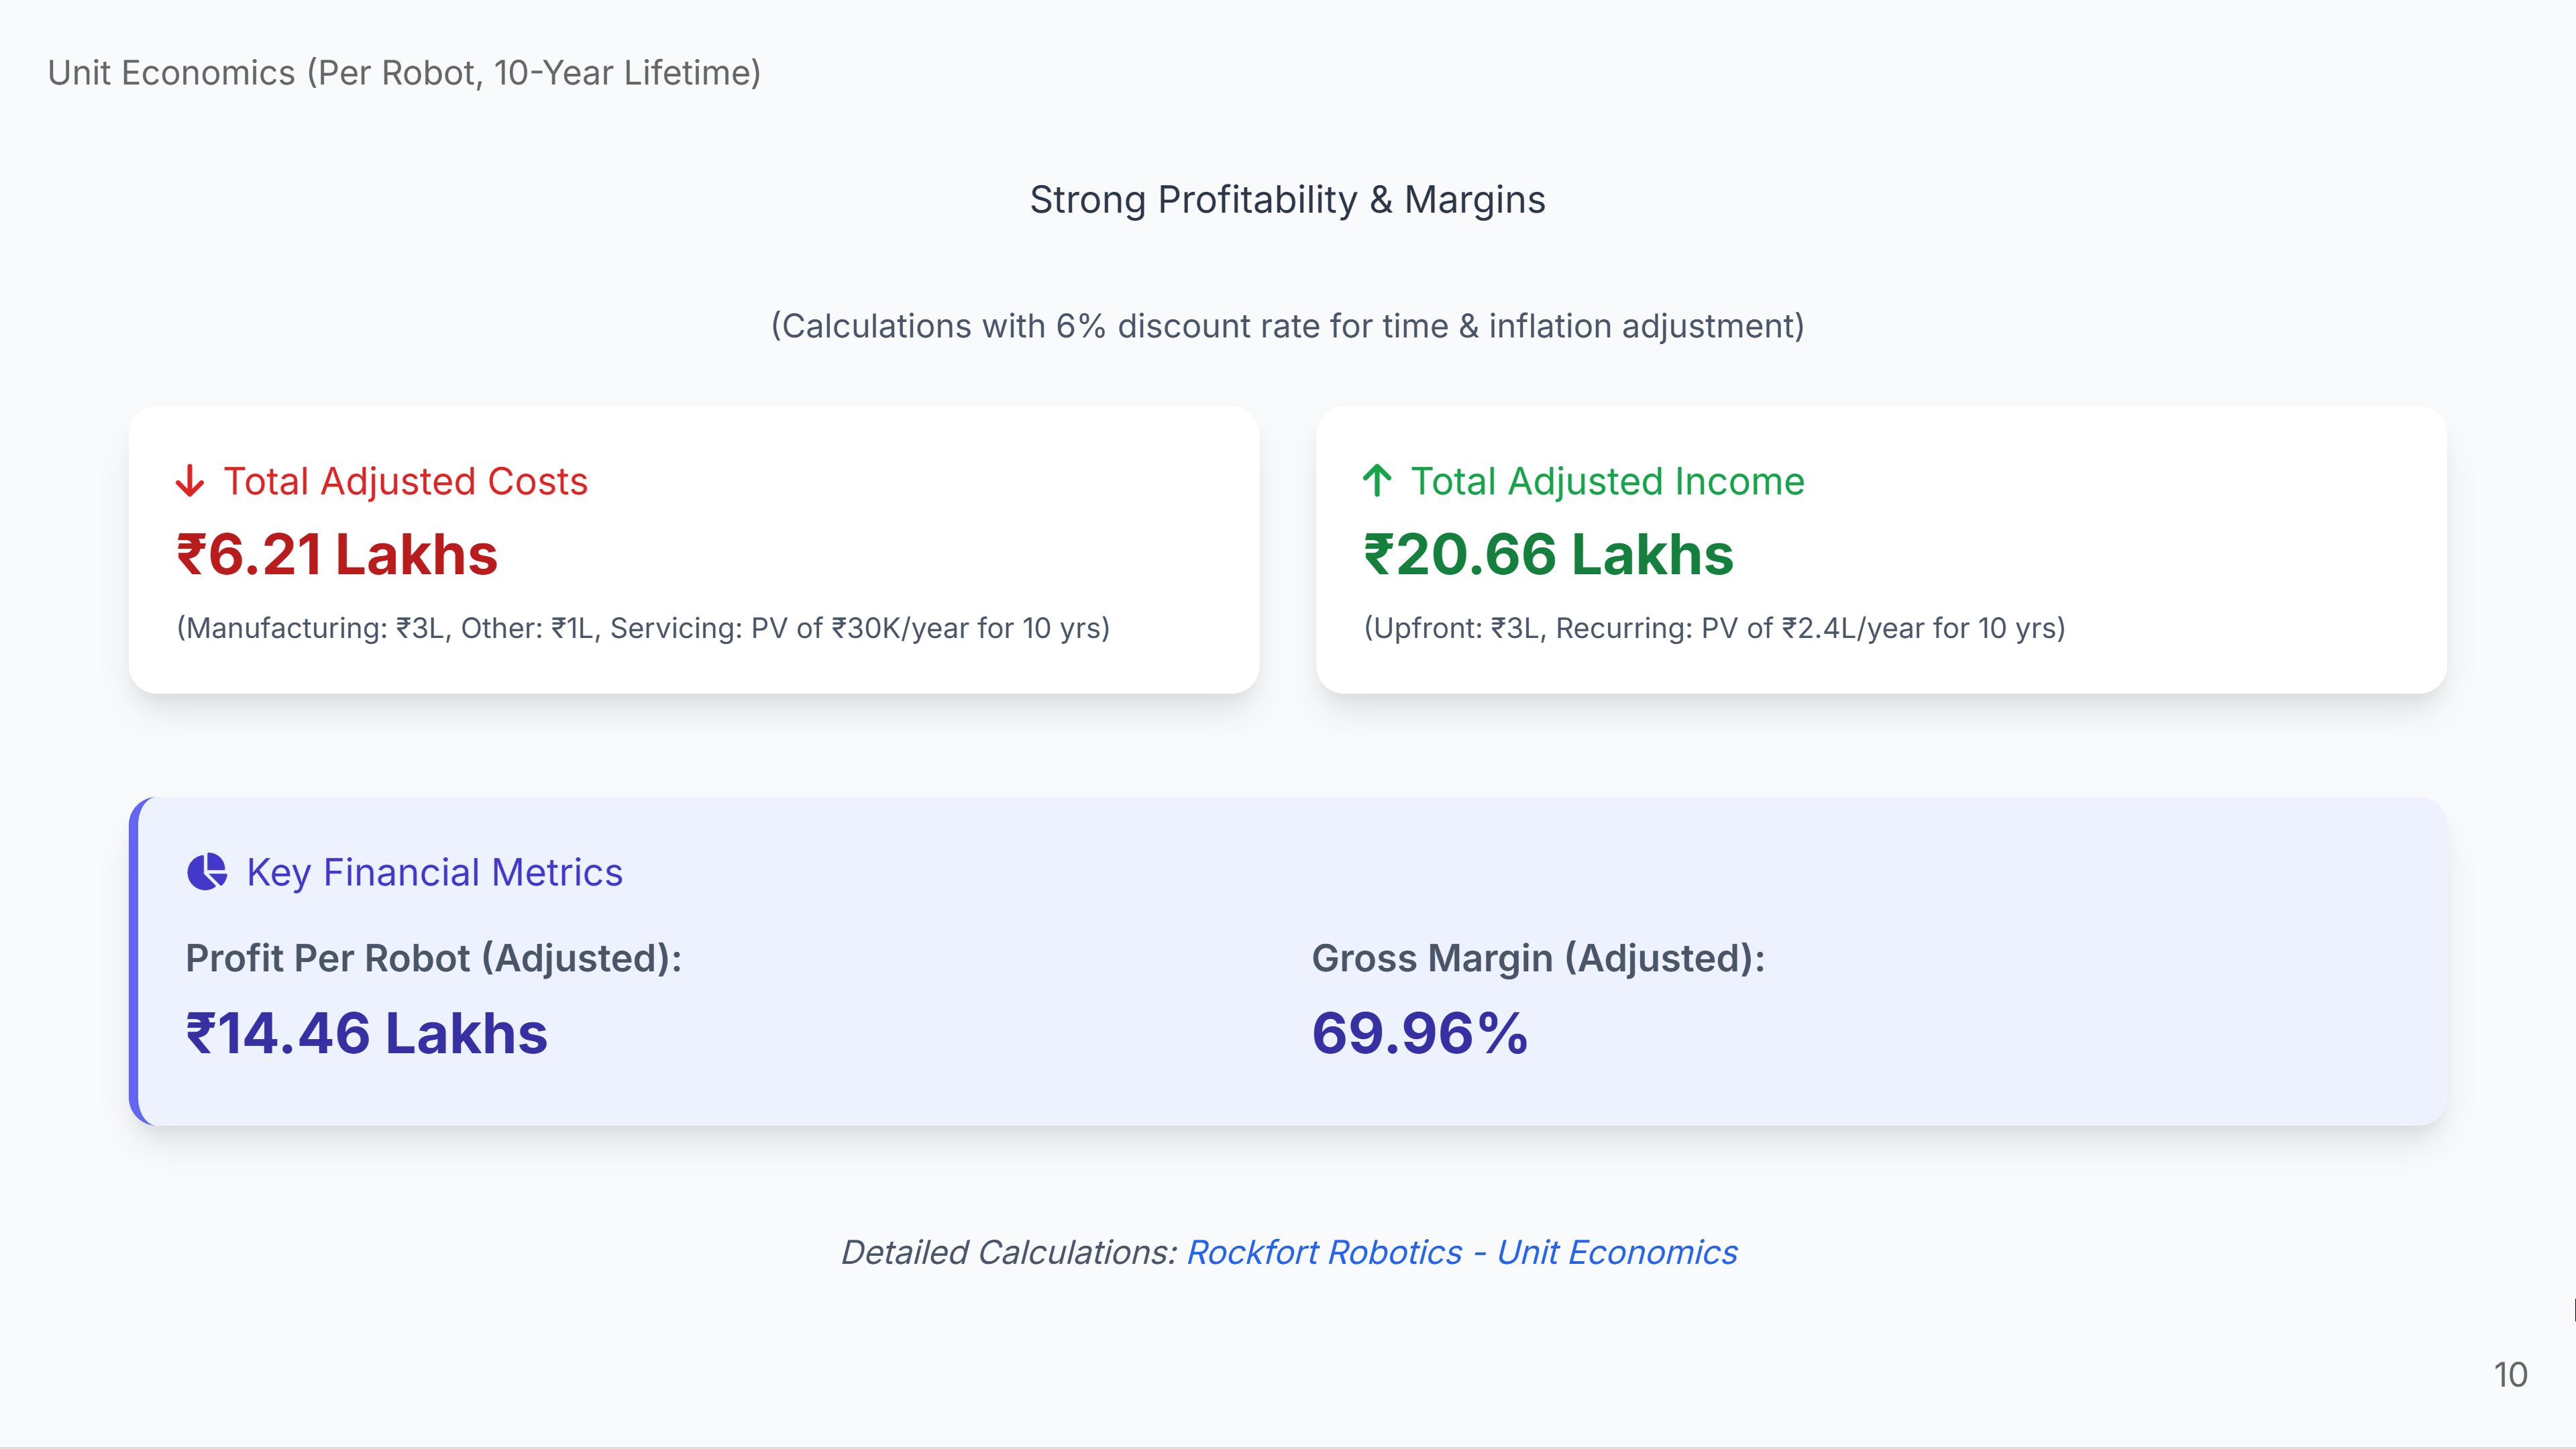 Unit Economics (Per Robot, 10-Year Lifetime)
Strong Profitability & Margins
(Calculations with 6% discount rate for time & inflation adjustment)
Total Adjusted Costs
₹6.21 Lakhs
(Manufacturing: ₹3L, Other: ₹1L, Servicing: PV of ₹30K/year for 10 yrs)
Total Adjusted Income
₹20.66 Lakhs
(Upfront: ₹3L, Recurring: PV of ₹2.4L/year for 10 yrs)
Key Financial Metrics
Profit Per Robot (Adjusted):
₹14.46 Lakhs
Gross Margin (Adjusted):
69.96%
Detailed Calculations: Rockfort Robotics - Unit Economics
10